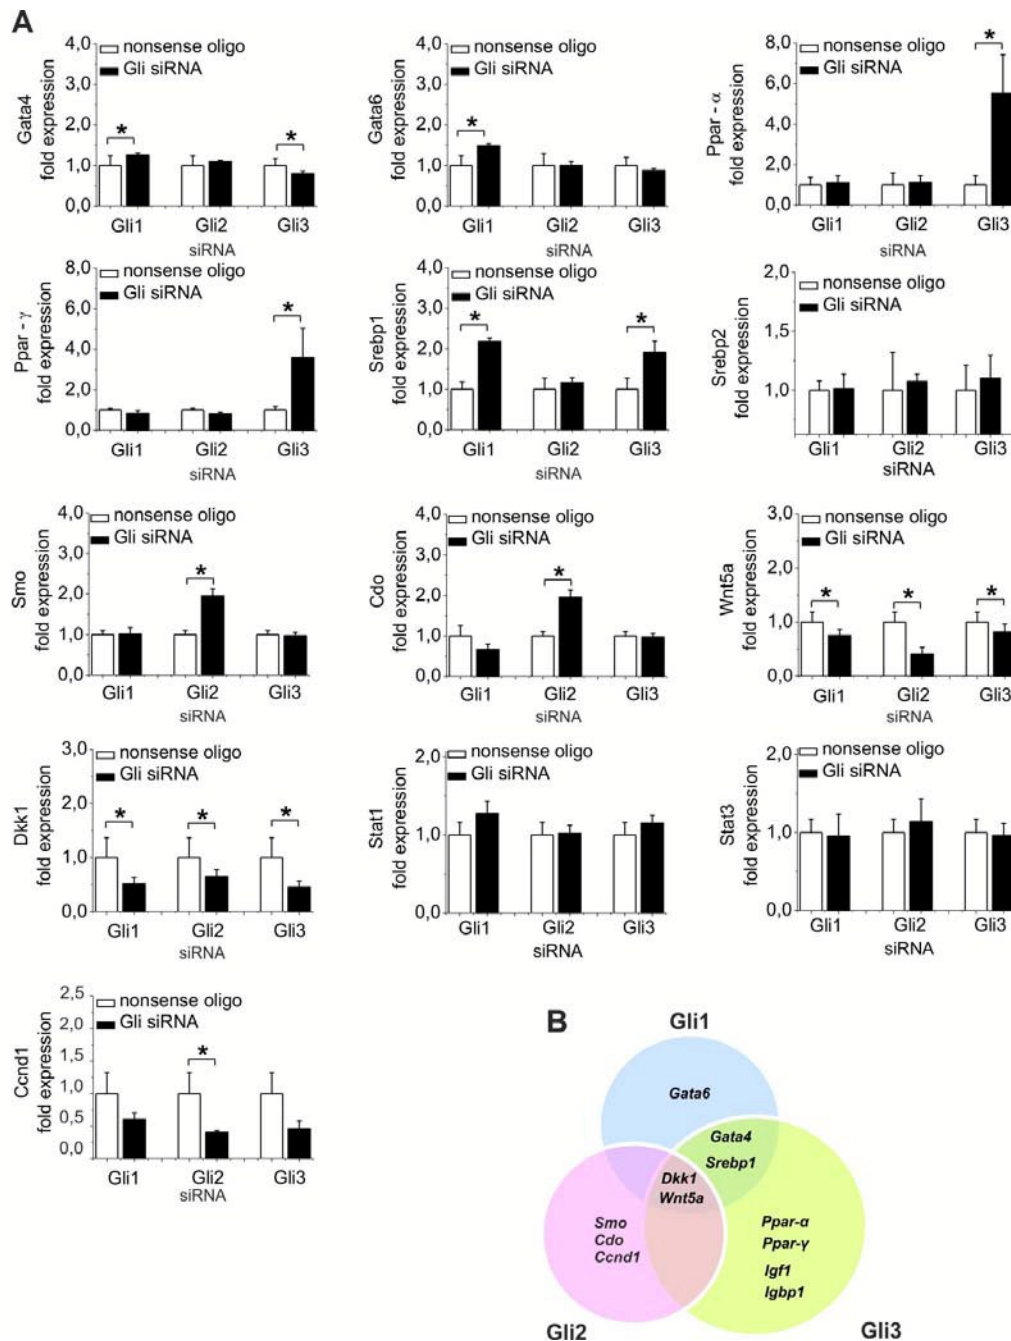 A
Gata4
fold expression
4,0
3,0
2,0
1,0
0,0
nonsense oligo
Gli siRNA
*
*
Gli1
Gli2
Gli3
siRNA
Gata6
fold expression
4,0
3,0
2,0
1,0
0,0
nonsense oligo
Gli siRNA
*
Gli1
Gli2
Gli3
siRNA
Ppar - α
fold expression
8,0
6,0
4,0
2,0
0,0
nonsense oligo
Gli siRNA
*
Gli1
Gli2
Gli3
siRNA
Ppar - γ
fold expression
8,0
6,0
4,0
2,0
0,0
nonsense oligo
Gli siRNA
*
Gli1
Gli2
Gli3
siRNA
Srebp1
fold expression
4,0
3,0
2,0
1,0
0,0
nonsense oligo
Gli siRNA
*
*
Gli1
Gli2
Gli3
siRNA
Srebp2
fold expression
2,0
1,5
1,0
nonsense oligo
Gli siRNA
Gli1
Gli2
Gli3
siRNA
Smo
fold expression
4,0
3,0
2,0
1,0
0,0
nonsense oligo
Gli siRNA
*
Gli1
Gli2
Gli3
siRNA
Cdo
fold expression
4,0
3,0
2,0
1,0
0,0
nonsense oligo
Gli siRNA
*
Gli1
Gli2
Gli3
siRNA
Wnt5a
fold expression
3,0
2,0
1,0
0,0
nonsense oligo
Gli siRNA
*
*
*
Gli1
Gli2
Gli3
siRNA
Dkk1
fold expression
3,0
2,0
1,0
0,0
nonsense oligo
Gli siRNA
*
*
*
Gli1
Gli2
Gli3
siRNA
Stat1
fold expression
2,0
1,0
0,0
nonsense oligo
Gli siRNA
Gli1
Gli2
Gli3
siRNA
Stat3
fold expression
2,0
1,0
0,0
nonsense oligo
Gli siRNA
Gli1
Gli2
Gli3
siRNA
Ccnd1
fold expression
2,5
2,0
1,5
1,0
0,5
0,0
nonsense oligo
Gli siRNA
*
Gli1
Gli2
Gli3
siRNA
B
Gli1
Gata6
Gata4
Srebp1
Dkk1
Wnt5a
Smo
Cdo
Ccnd1
Ppar-α
Ppar-γ
Igf1
Igbp1
Gli2
Gli3